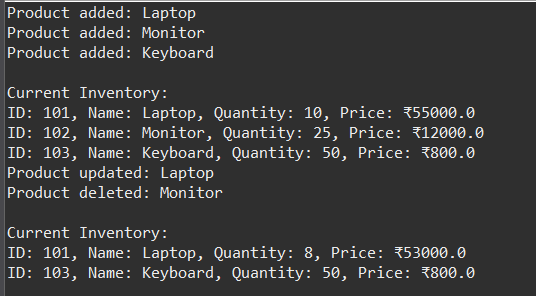 Product added: Laptop
Product added: Monitor
Product added: Keyboard
Current Inventory:
ID: 101, Name: Laptop, Quantity: 10, Price: ₹55000.0
ID: 102, Name: Monitor, Quantity: 25, Price: ₹12000.0
ID: 103, Name: Keyboard, Quantity: 50, Price: ₹800.0
Product updated: Laptop
Product deleted: Monitor
Current Inventory:
ID: 101, Name: Laptop, Quantity: 8, Price: ₹53000.0
ID: 103, Name: Keyboard, Quantity: 50, Price: ₹800.0